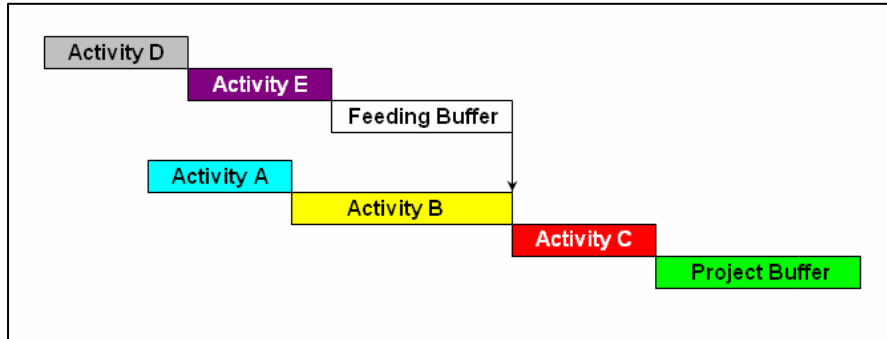 Activity D
Activity E
Feeding Buffer
Activity A
Activity B
Activity C
Project Buffer